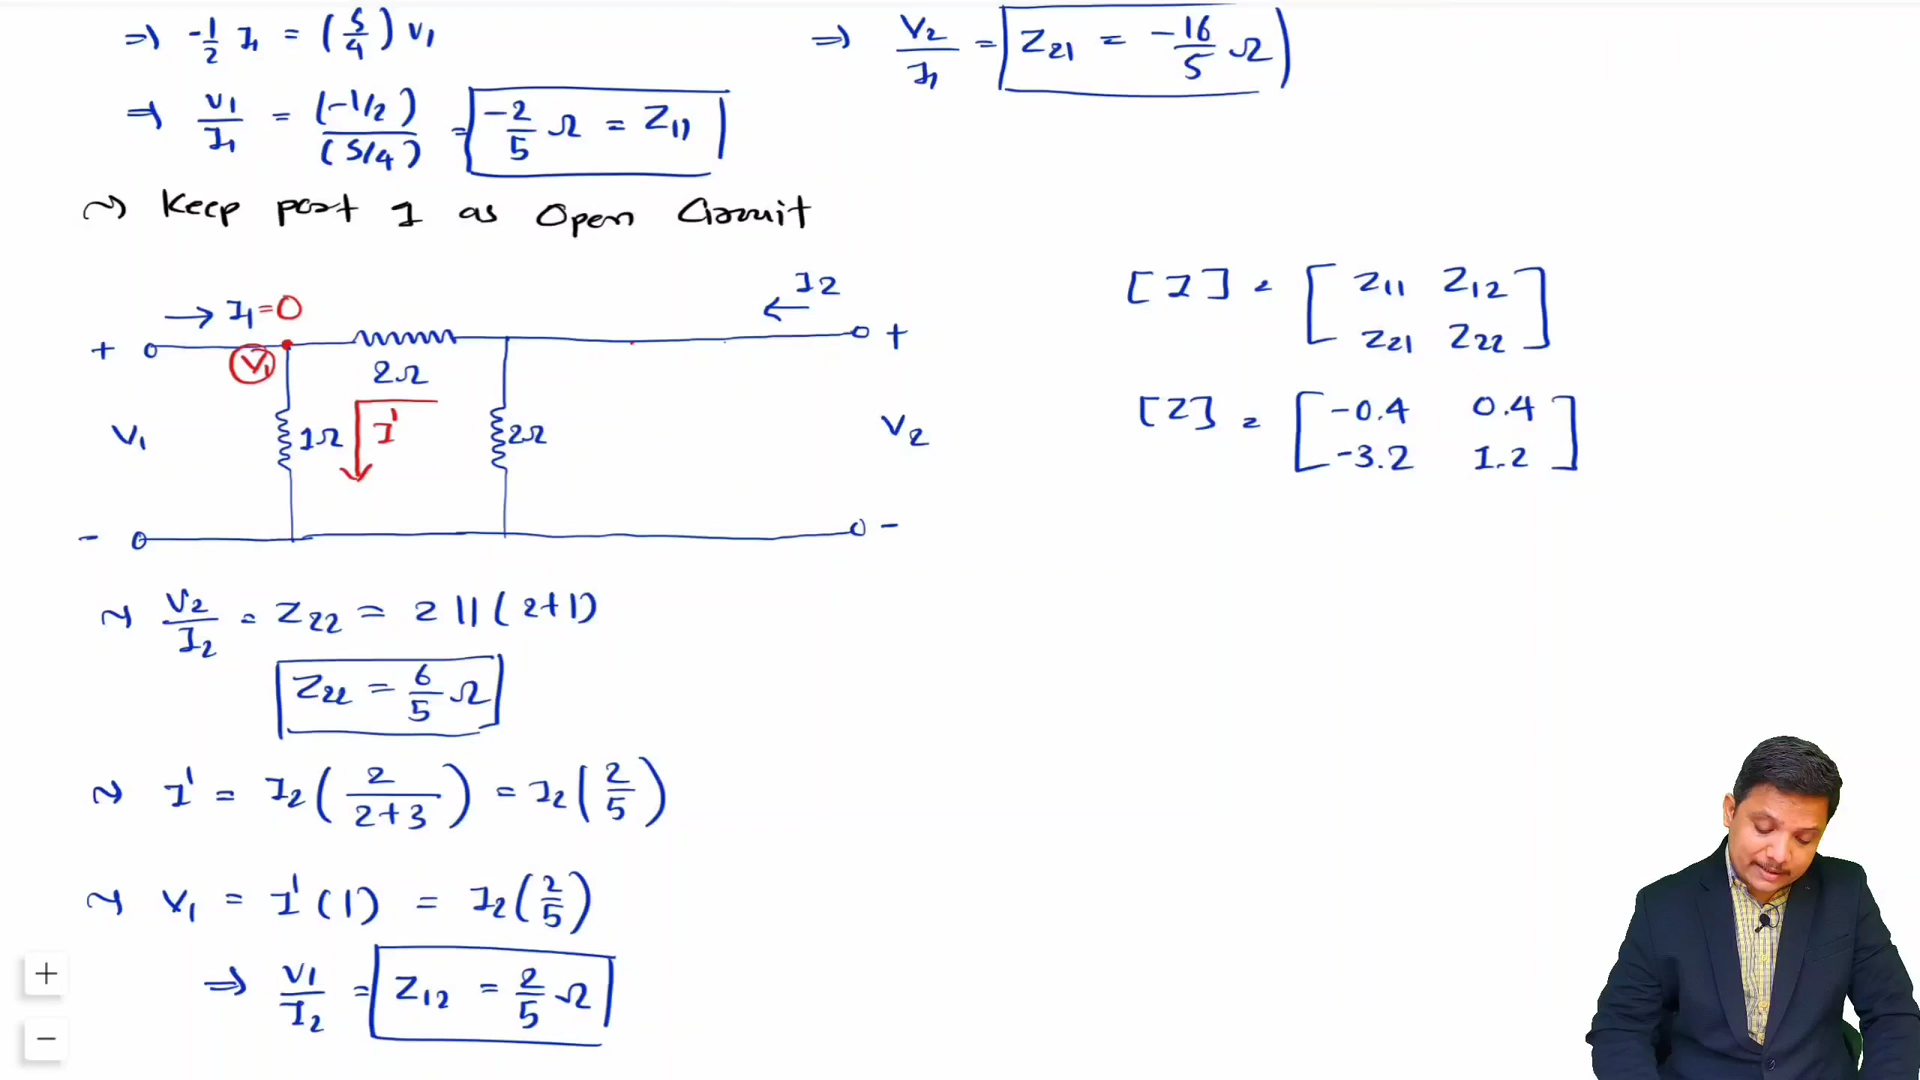 ⇒ -1/2 I1 = (5/4) V1
⇒ V1/I1 = (-1/2)/(5/4) = -2/5 Ω = Z11
⇒ V2/I1 = Z21 = -16/5 Ω
~> Keep port 1 as Open Circuit
→ I1=0
I2
←
+
2Ω
+
V1
V1
1Ω
I'
2Ω
V2
-
-
~> V2/I2 = Z22 = 2 || (2+1)
Z22 = 6/5 Ω
~> I' = I2 (2/(2+3)) = I2 (2/5)
~> V1 = I' (1) = I2 (2/5)
⇒ V1/I2 = Z12 = 2/5 Ω
[Z] = [ Z11 Z12
Z21 Z22 ]
[Z] = [ -0.4 0.4
-3.2 1.2 ]
+
−